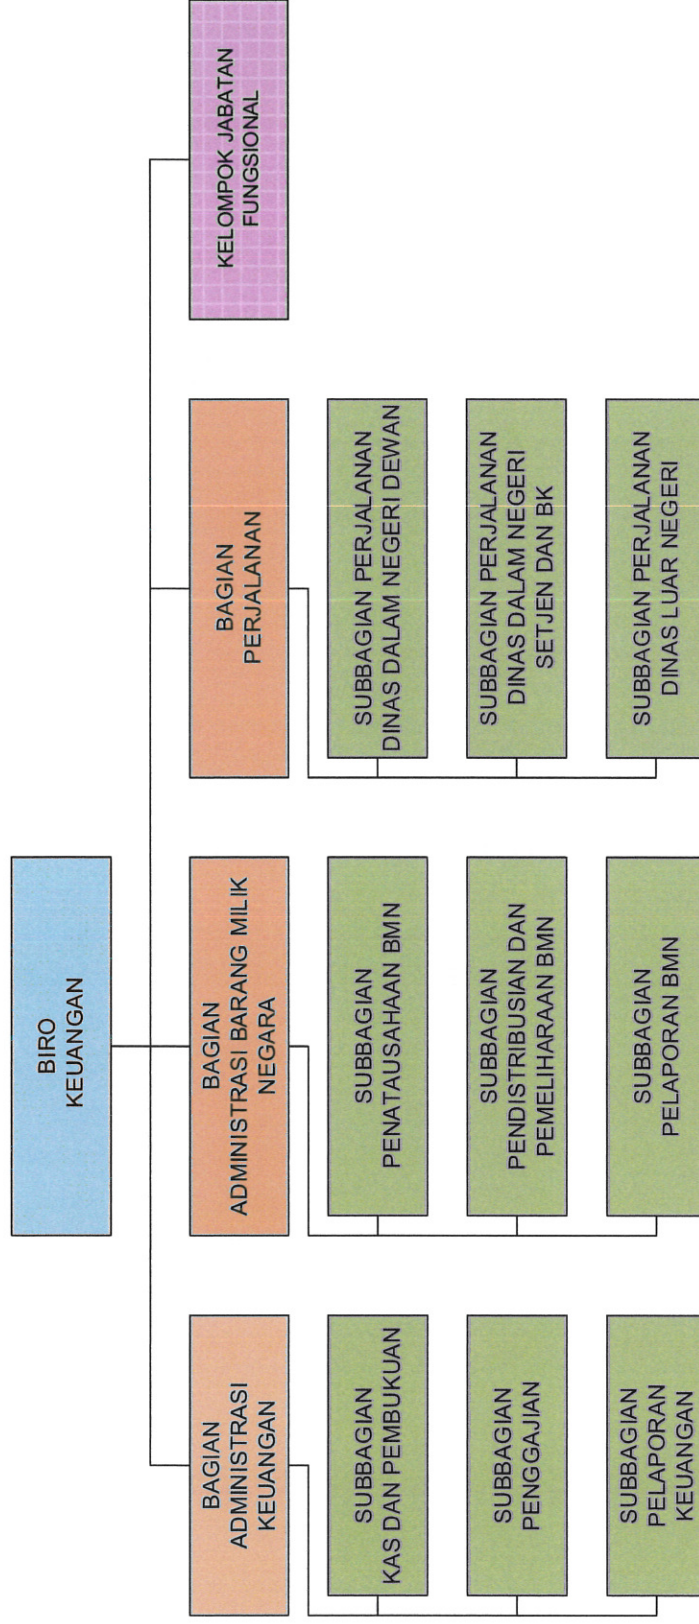 BIRO
KEUANGAN
BAGIAN
ADMINISTRASI
KEUANGAN
BAGIAN
ADMINISTRASI BARANG MILIK
NEGARA
BAGIAN
PERJALANAN
KELOMPOK JABATAN
FUNGSIONAL
SUBBAGIAN
KAS DAN PEMBUKUAN
SUBBAGIAN
PENATAUSAHAAN BMN
SUBBAGIAN PERJALANAN
DINAS DALAM NEGERI DEWAN
SUBBAGIAN
PENGGAJIAN
SUBBAGIAN
PENDISTRIBUSIAN DAN
PEMELIHARAAN BMN
SUBBAGIAN PERJALANAN
DINAS DALAM NEGERI
SETJEN DAN BK
SUBBAGIAN
PELAPORAN
KEUANGAN
SUBBAGIAN
PELAPORAN BMN
SUBBAGIAN PERJALANAN
DINAS LUAR NEGERI